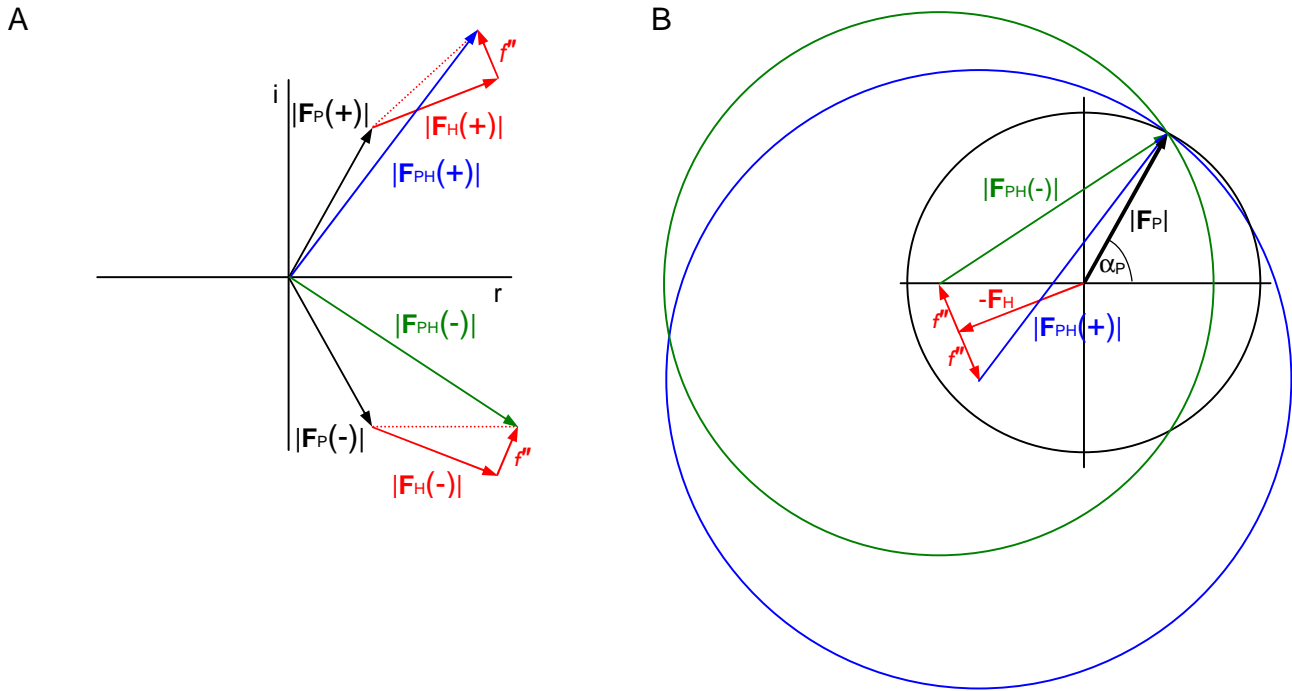 A
B
i
f″
|FP(+)|
|FH(+)|
|FPH(+)|
r
|FPH(-)|
|FP(-)|
|FH(-)|
f″
|FPH(-)|
|FP|
αP
-FH
f″
|FPH(+)|
f″